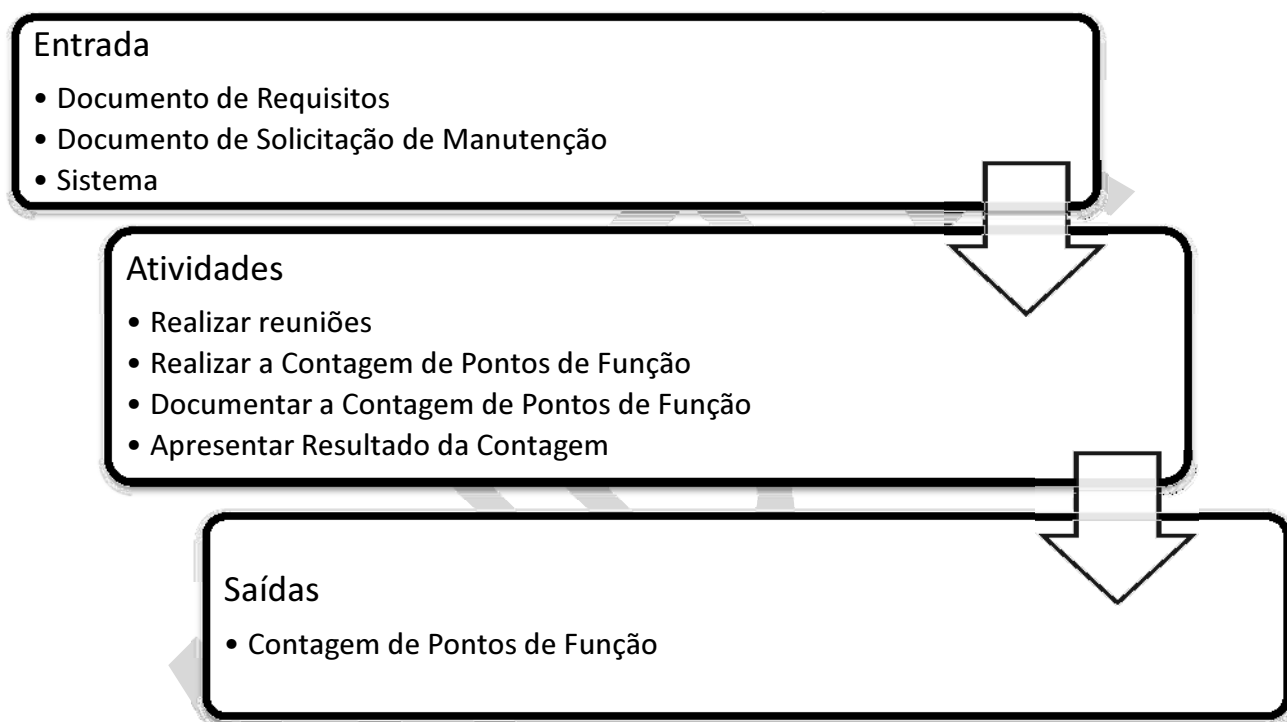 Entrada
• Documento de Requisitos
• Documento de Solicitação de Manutenção
• Sistema
Atividades
• Realizar reuniões
• Realizar a Contagem de Pontos de Função
• Documentar a Contagem de Pontos de Função
• Apresentar Resultado da Contagem
Saídas
• Contagem de Pontos de Função